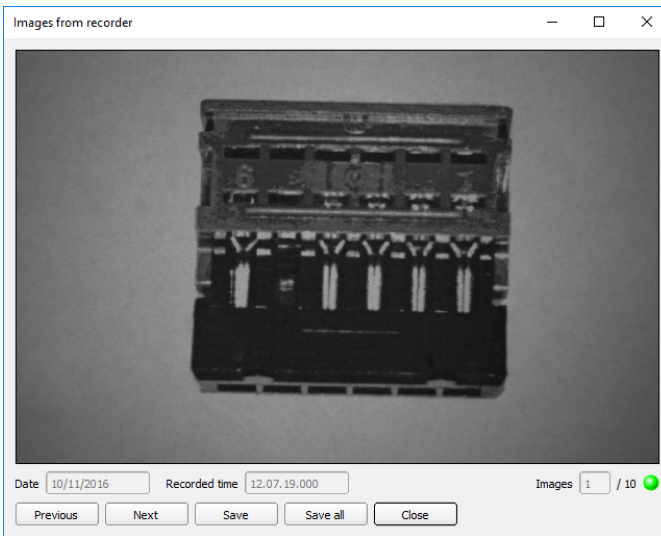 Images from recorder
Date 10/11/2016 Recorded time 12.07.19.000 Images 1 / 10
Previous Next Save Save all Close